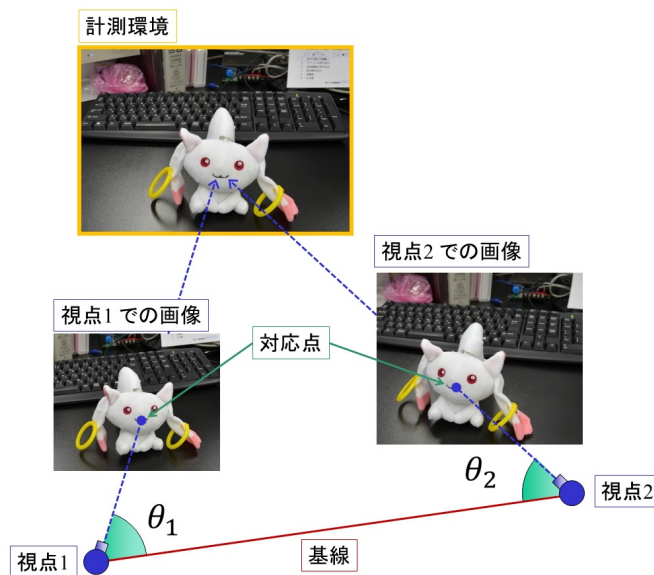 計測環境
視点2 での画像
視点1 での画像
対応点
θ₂
視点2
θ₁
視点1
基線